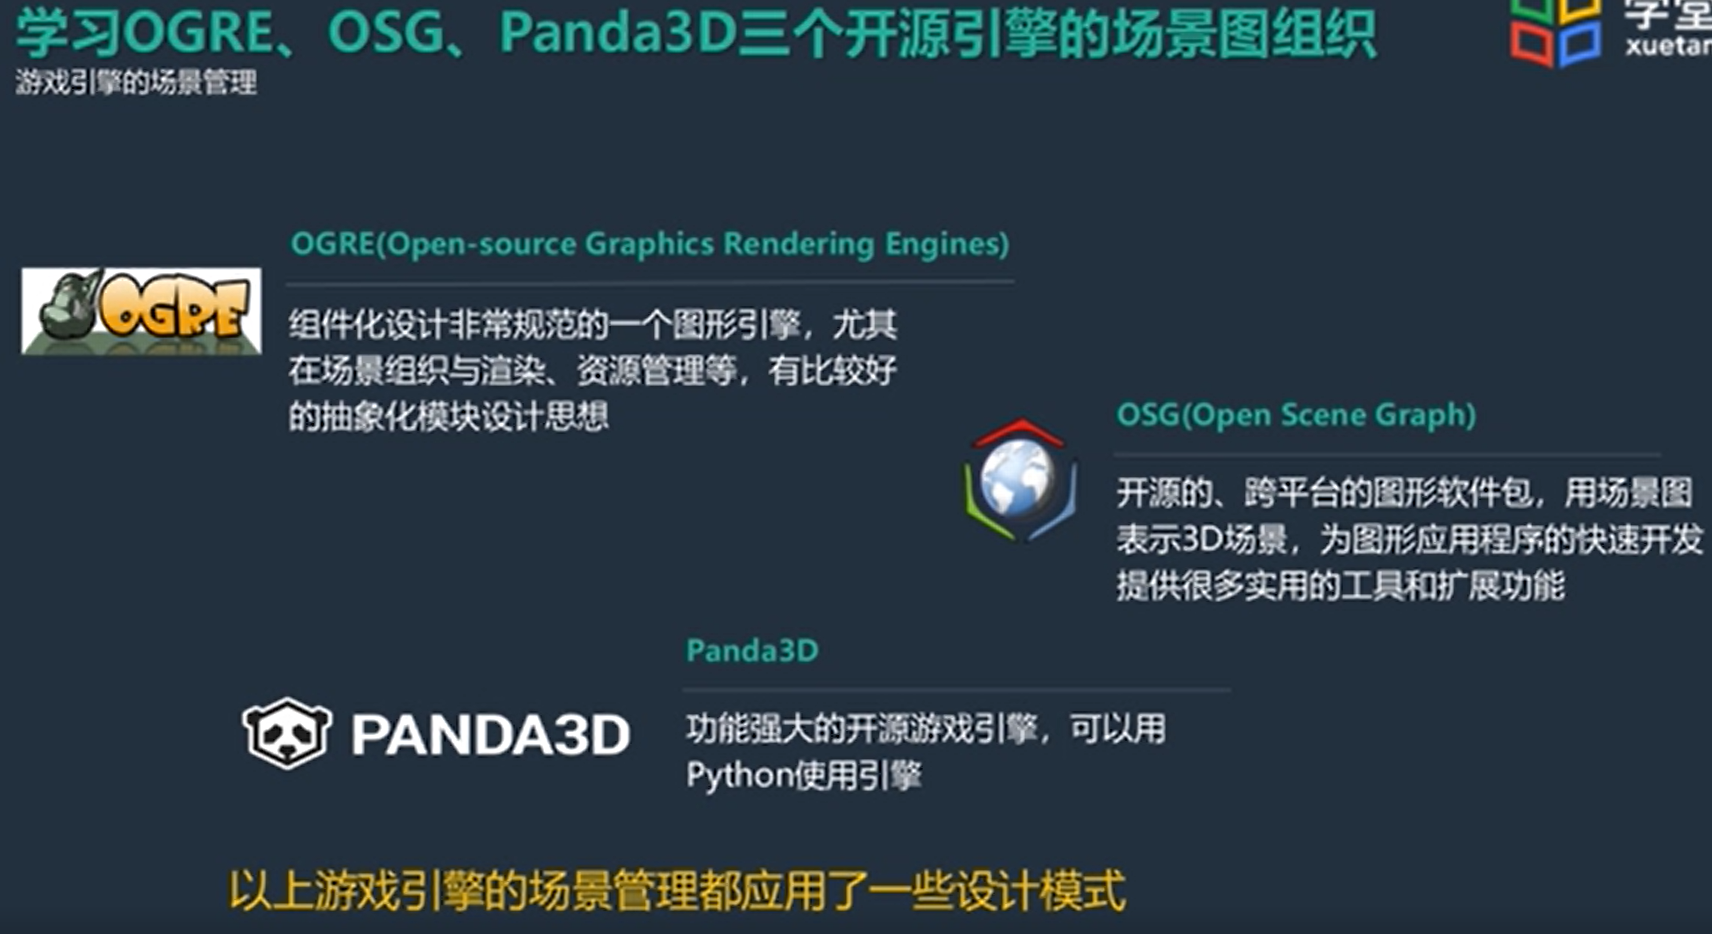 学习OGRE、OSG、Panda3D三个开源引擎的场景图组织
游戏引擎的场景管理
学堂
xuetan
OGRE(Open-source Graphics Rendering Engines)
OGRE
组件化设计非常规范的一个图形引擎，尤其
在场景组织与渲染、资源管理等，有比较好
的抽象化模块设计思想
OSG(Open Scene Graph)
开源的、跨平台的图形软件包，用场景图
表示3D场景，为图形应用程序的快速开发
提供很多实用的工具和扩展功能
Panda3D
PANDA3D
功能强大的开源游戏引擎，可以用
Python使用引擎
以上游戏引擎的场景管理都应用了一些设计模式